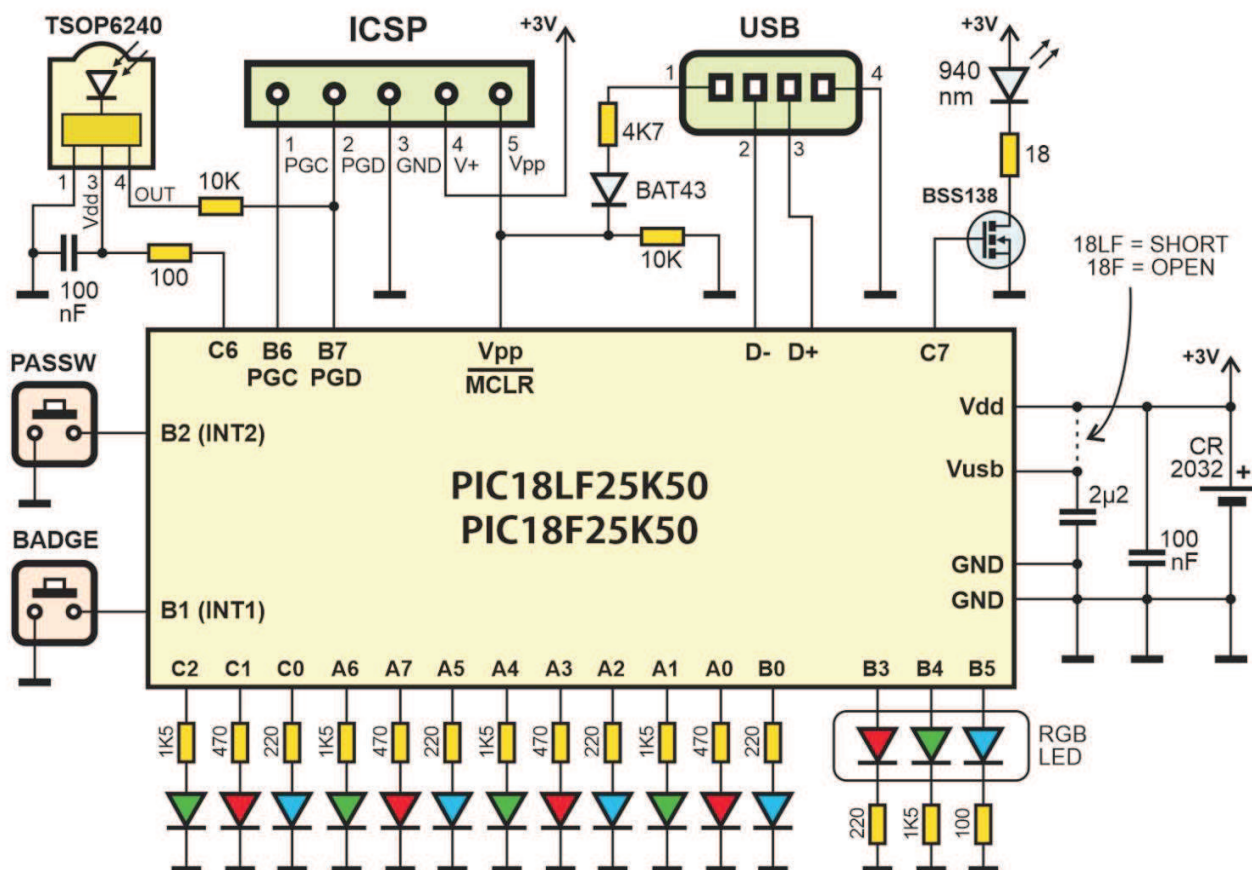 TSOP6240
1
3
4
Vdd
OUT
10K
100
nF
100
ICSP
+3V
1
2
3
4
5
PGC
PGD
GND
V+
Vpp
USB
1
2
3
4
4K7
BAT43
10K
+3V
940
nm
18
BSS138
18LF = SHORT
18F = OPEN
C6
B6
PGC
B7
PGD
Vpp
MCLR
D-
D+
C7
PASSW
B2 (INT2)
BADGE
B1 (INT1)
PIC18LF25K50
PIC18F25K50
Vdd
Vusb
GND
GND
+3V
CR
2032
+
2µ2
100
nF
C2 C1 C0 A6 A7 A5 A4 A3 A2 A1 A0 B0 B3 B4 B5
1K5 470 220 1K5 470 220 1K5 470 220 1K5 470 220
RGB
LED
220 1K5 100